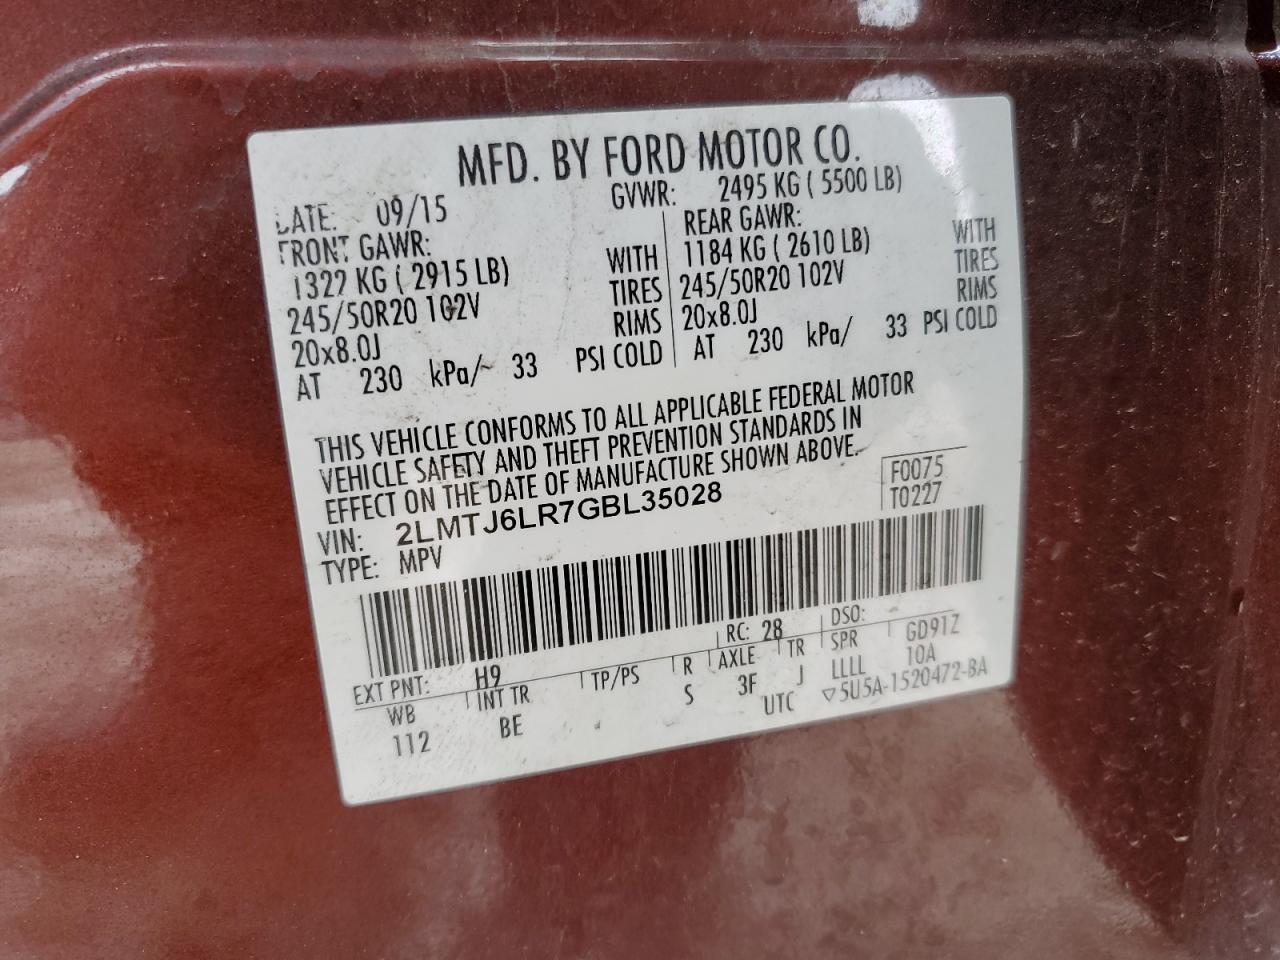 MFD. BY FORD MOTOR CO.
DATE: 09/15 GVWR: 2495 KG ( 5500 LB)
FRONT GAWR: REAR GAWR:
1322 KG ( 2915 LB) WITH 1184 KG ( 2610 LB) WITH
245/50R20 102V TIRES 245/50R20 102V TIRES
20x8.0J RIMS 20x8.0J RIMS
AT 230 kPa/ 33 PSI COLD AT 230 kPa/ 33 PSI COLD
THIS VEHICLE CONFORMS TO ALL APPLICABLE FEDERAL MOTOR
VEHICLE SAFETY AND THEFT PREVENTION STANDARDS IN
EFFECT ON THE DATE OF MANUFACTURE SHOWN ABOVE.
VIN: 2LMTJ6LR7GBL35028 F0075
TYPE: MPV T0227
EXT PNT: H9 RC: 28 DSO:
WB INT TR TP/PS R AXLE TR SPR GD91Z
112 BE S 3F J LLLL 10A
UTC ▽5U5A-1520472-BA